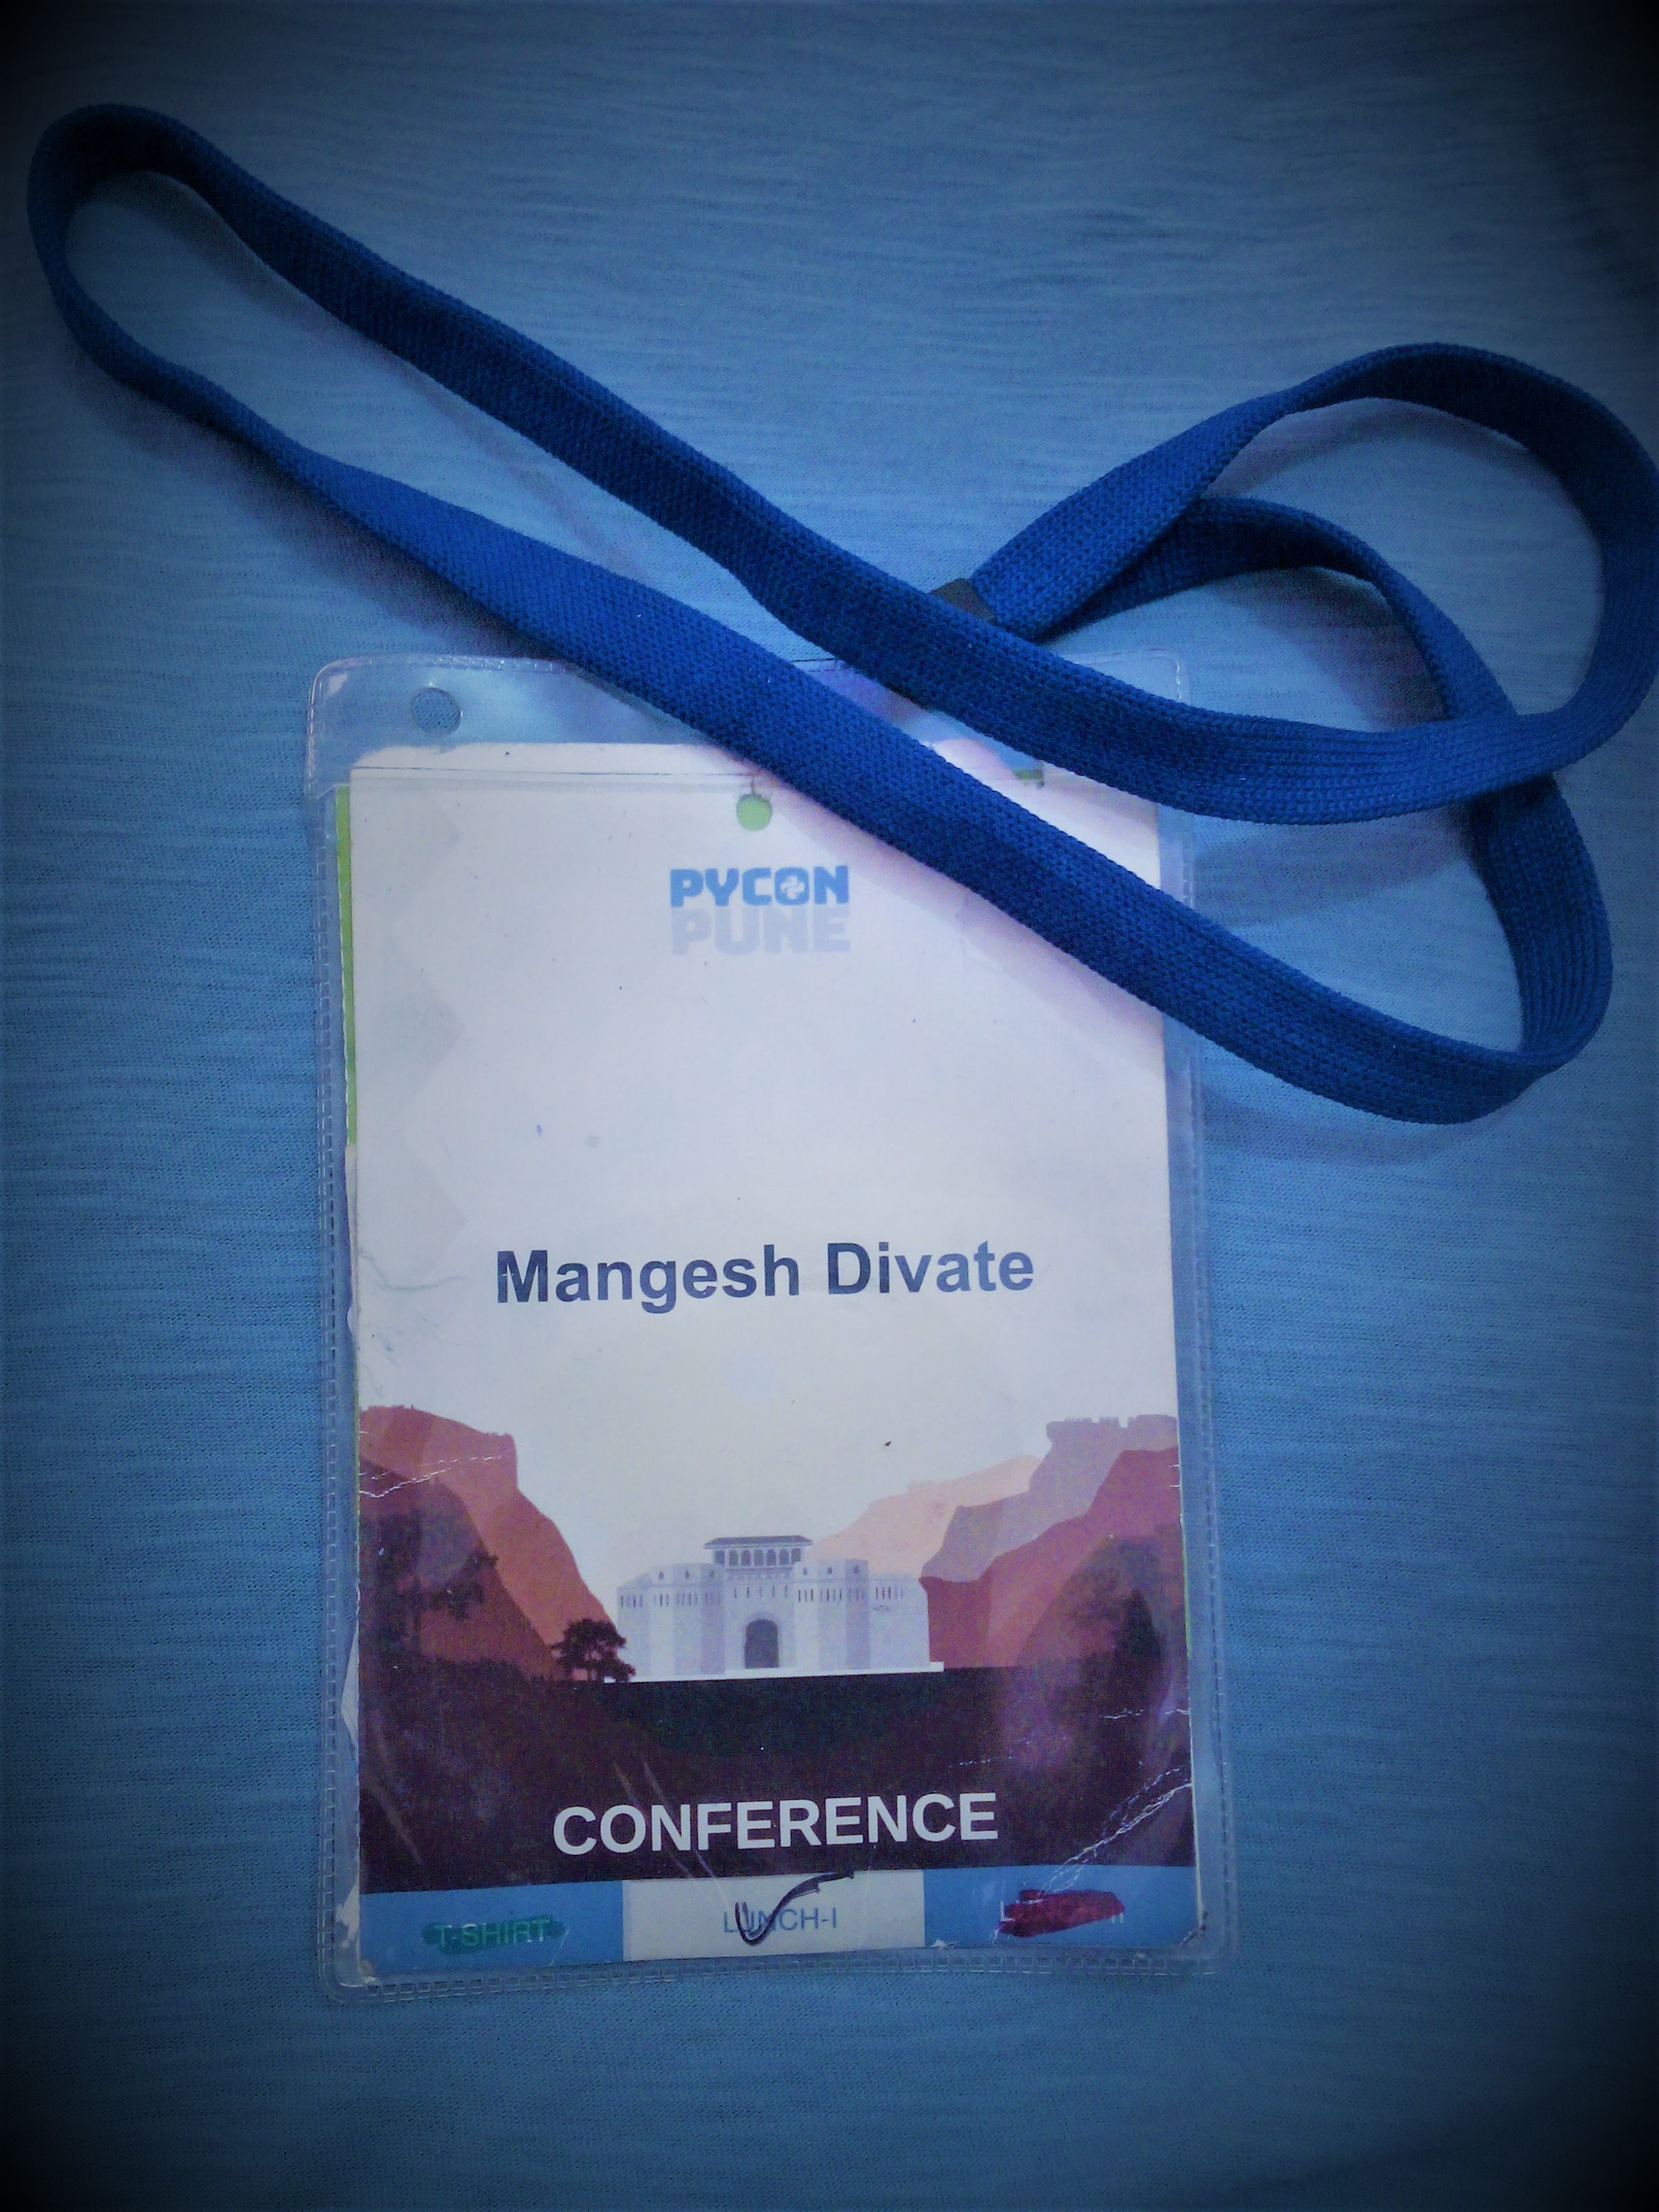 PYCON
PUNE
Mangesh Divate
CONFERENCE
T-SHIRT
LUNCH-I